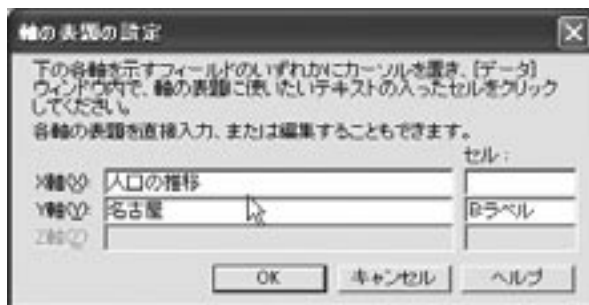 軸の表題の設定
下の各軸を示すフィールドのいずれかにカーソルを置き、[データ]
ウィンドウ内で、軸の表題に使いたいテキストの入ったセルをクリック
してください。
各軸の表題を直接入力、または編集することもできます。
セル:
X軸(X): 人口の推移
Y軸(Y): 名古屋 B:ラベル
Z軸(Z):
OK キャンセル ヘルプ